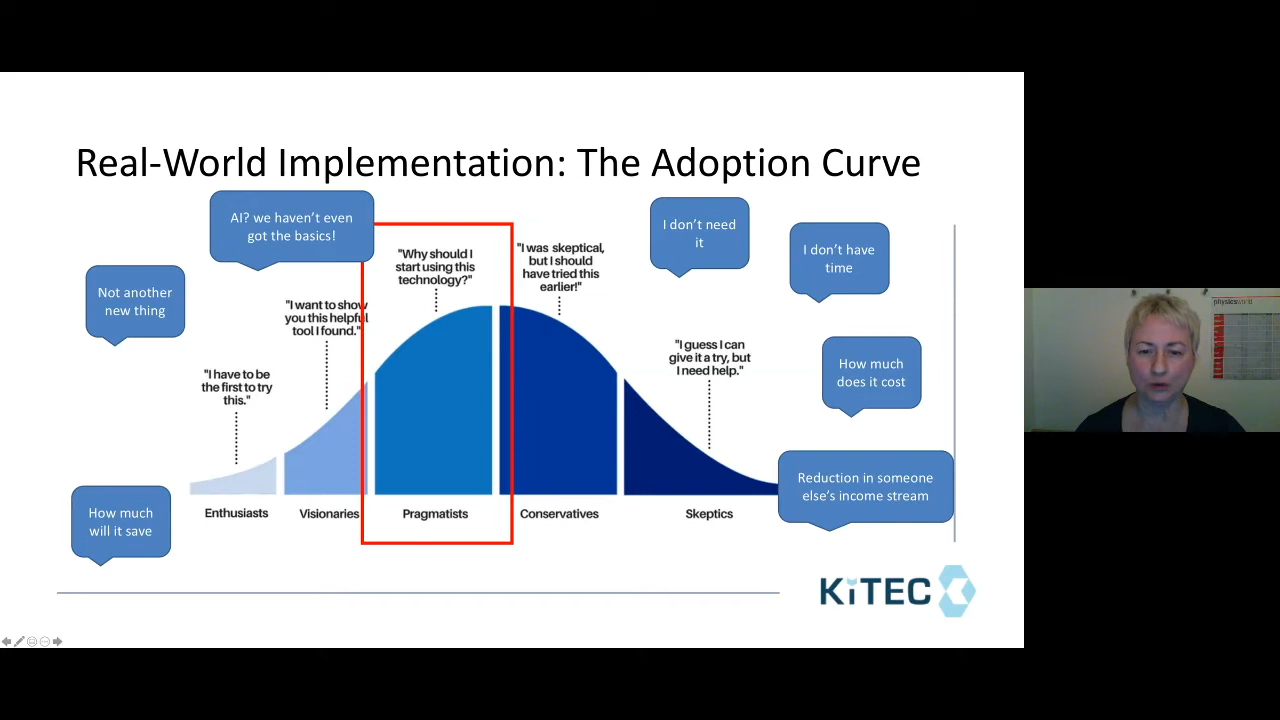 Real-World Implementation: The Adoption Curve
AI? we haven't even
got the basics!
I don't need
it
I don't have
time
Not another
new thing
"Why should I
start using this
technology?"
"I was skeptical,
but I should
have tried this
earlier!"
"I want to show
you this helpful
tool I found."
"I have to be
the first to try
this."
"I guess I can
give it a try, but
I need help."
How much
does it cost
Reduction in someone
else's income stream
How much
will it save
Enthusiasts
Visionaries
Pragmatists
Conservatives
Skeptics
KiTEC
physicsworld